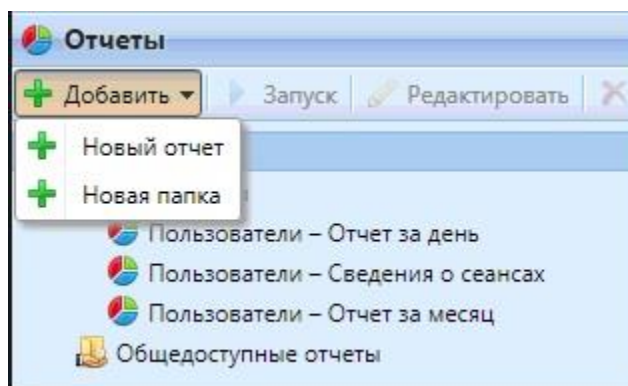 Отчеты
Добавить Запуск Редактировать
Новый отчет
Новая папка
Пользователи – Отчет за день
Пользователи – Сведения о сеансах
Пользователи – Отчет за месяц
Общедоступные отчеты